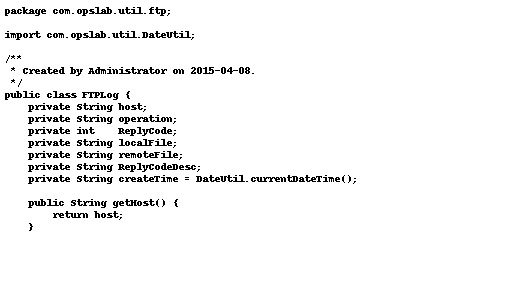 package com.opslab.util.ftp;
import com.opslab.util.DateUtil;
/**
 * Created by Administrator on 2015-04-08.
 */
public class FTPLog {
    private String host;
    private String operation;
    private int    ReplyCode;
    private String localFile;
    private String remoteFile;
    private String ReplyCodeDesc;
    private String createTime = DateUtil.currentDateTime();
    public String getHost() {
        return host;
    }